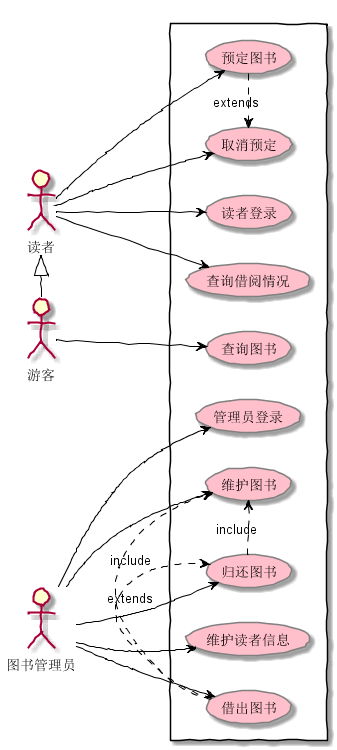 预定图书
extends
取消预定
读者登录
读者
查询借阅情况
查询图书
游客
管理员登录
维护图书
include
include
归还图书
extends
维护读者信息
图书管理员
借出图书